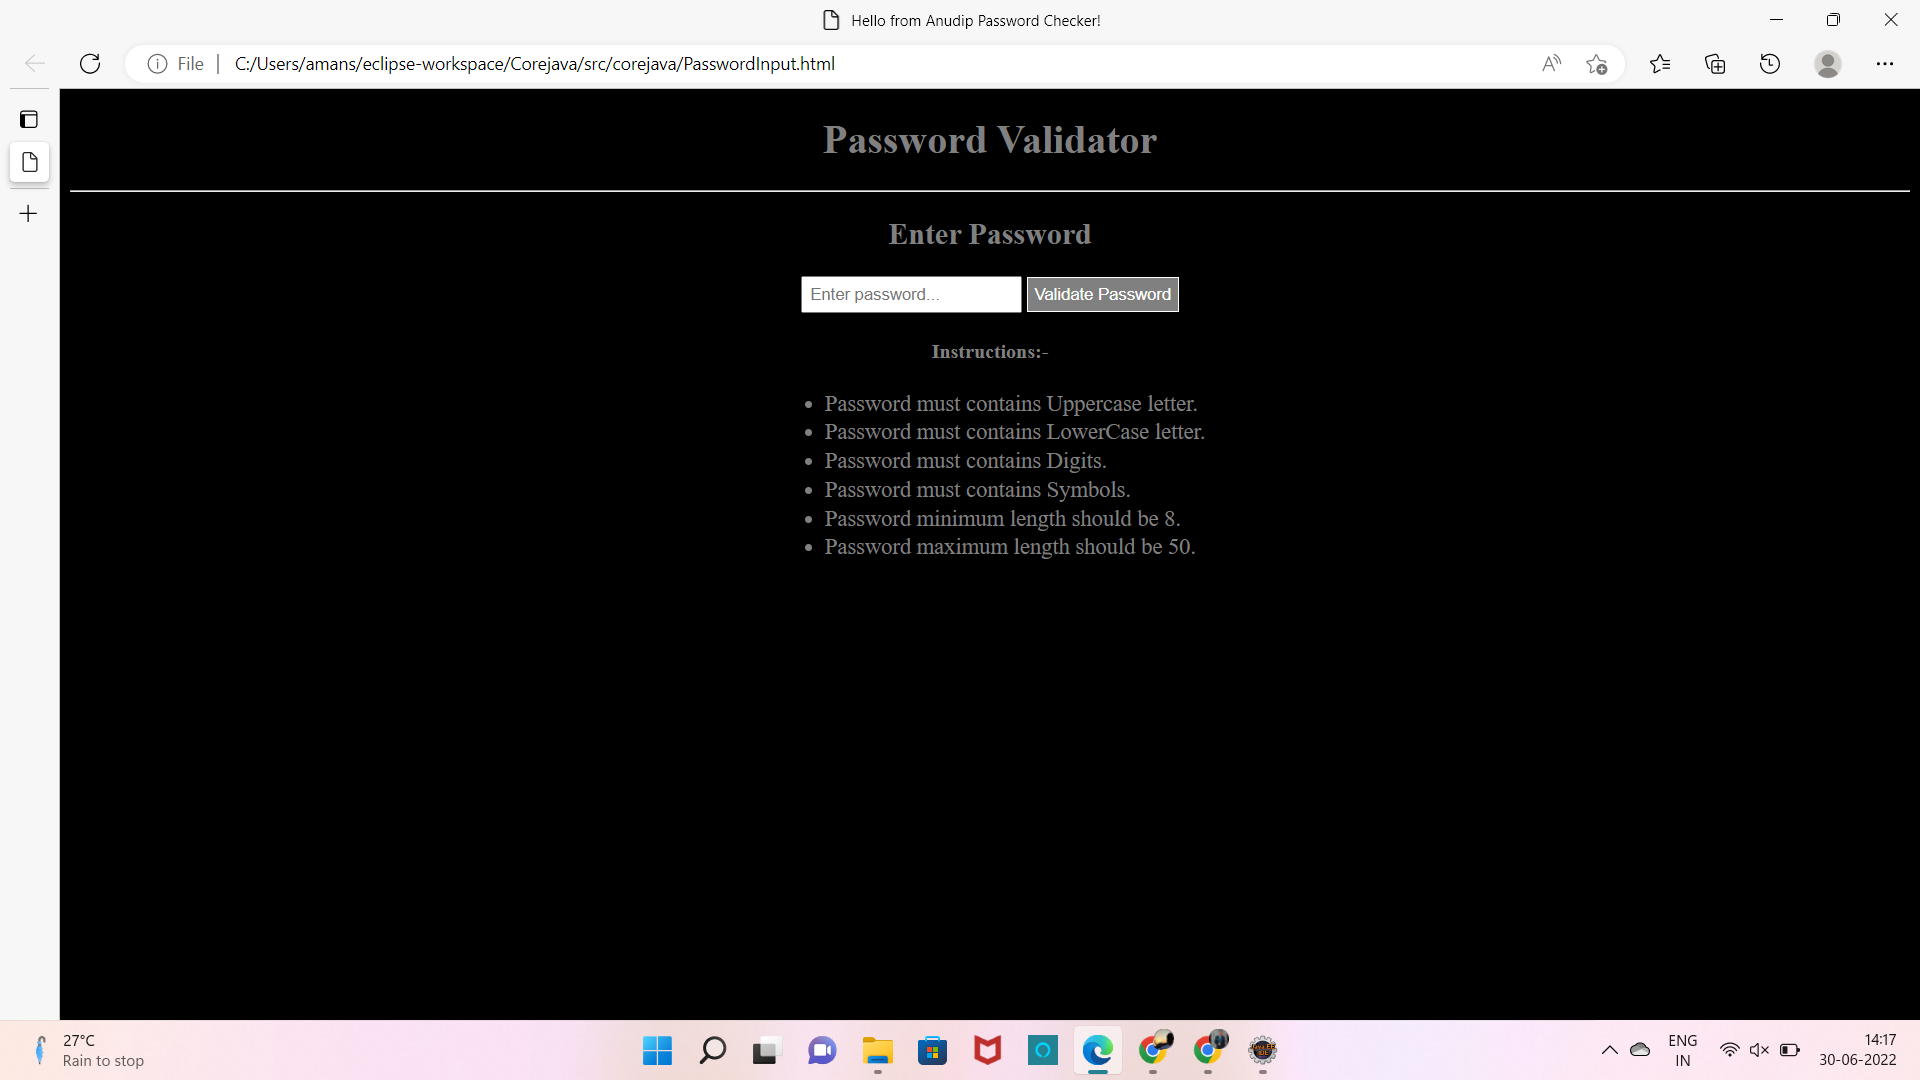 Hello from Anudip Password Checker!
File
C:/Users/amans/eclipse-workspace/Corejava/src/corejava/PasswordInput.html
Password Validator
Enter Password
Enter password...
Validate Password
Instructions:-
• Password must contains Uppercase letter.
• Password must contains LowerCase letter.
• Password must contains Digits.
• Password must contains Symbols.
• Password minimum length should be 8.
• Password maximum length should be 50.
27°C
Rain to stop
ENG
IN
14:17
30-06-2022